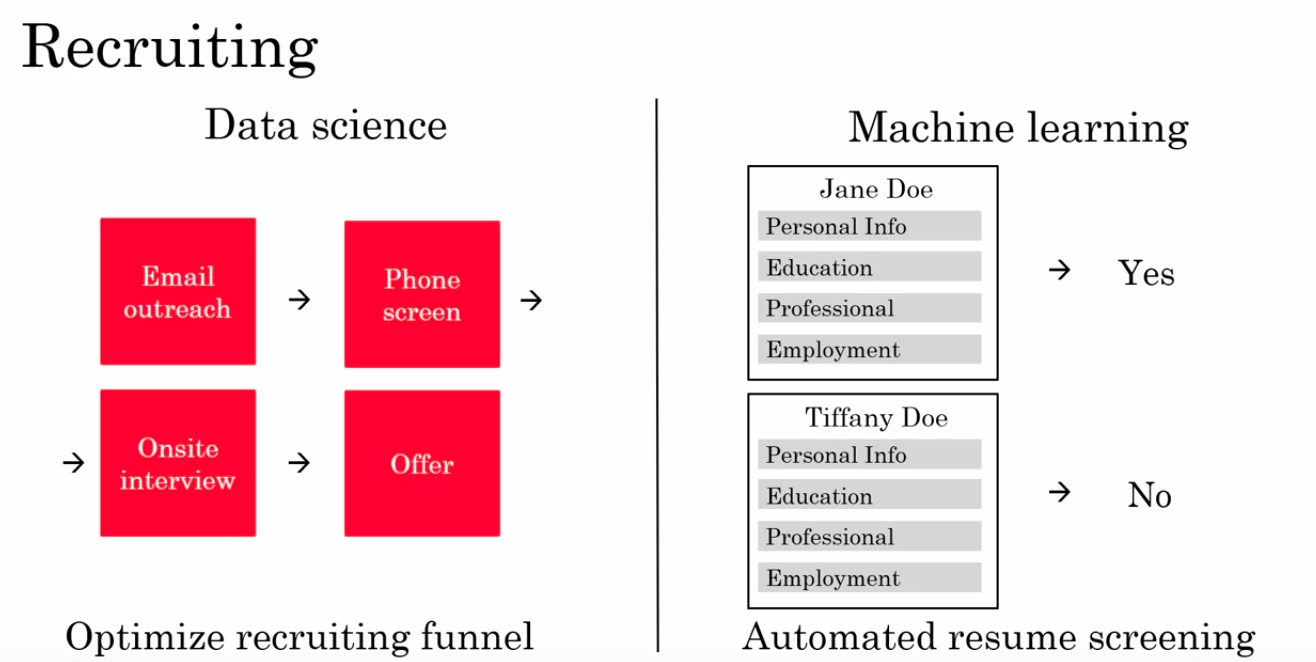 Recruiting
Data science
Email
outreach
→
Phone
screen
→
→
Onsite
interview
→
Offer
Optimize recruiting funnel
Machine learning
Jane Doe
Personal Info
Education
Professional
Employment
→ Yes
Tiffany Doe
Personal Info
Education
Professional
Employment
→ No
Automated resume screening